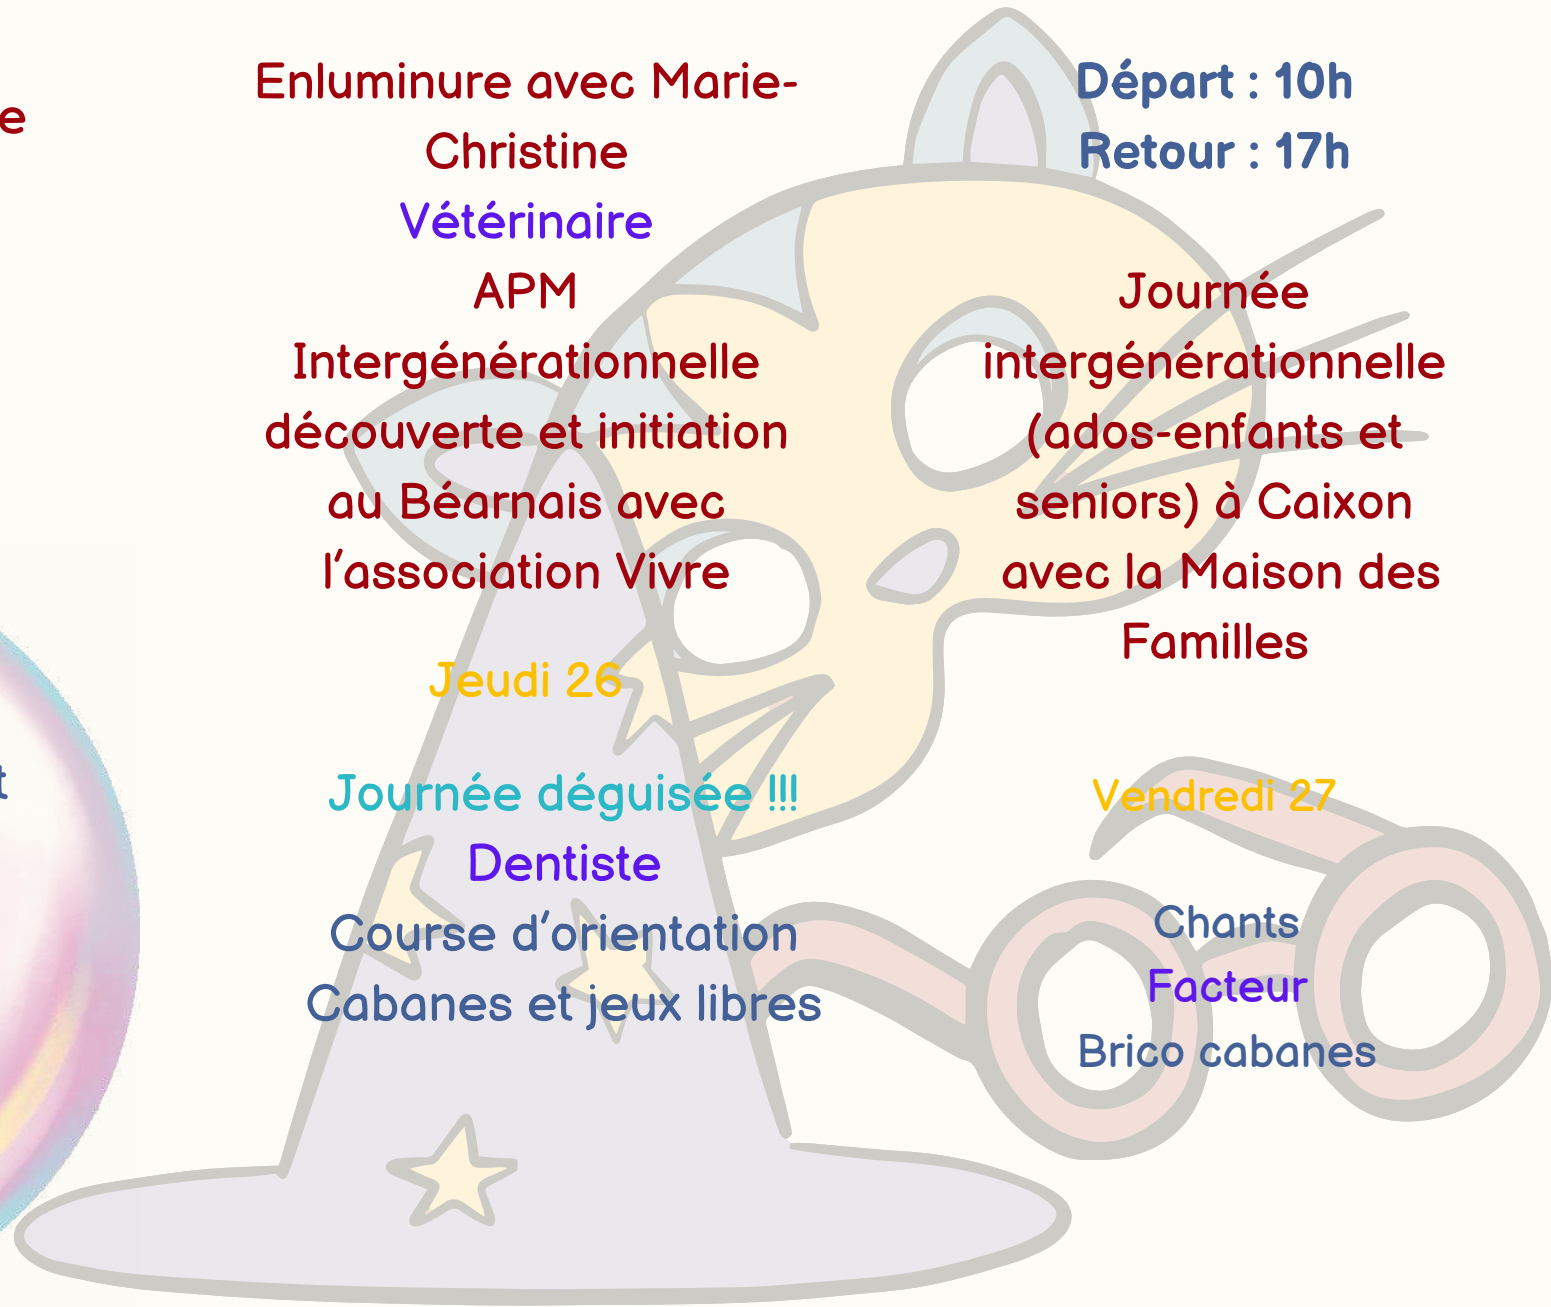 e
t
Enluminure avec Marie-
Christine
Vétérinaire
APM
Intergénérationnelle
découverte et initiation
au Béarnais avec
l'association Vivre
Jeudi 26
Journée déguisée !!!
Dentiste
Course d'orientation
Cabanes et jeux libres
Départ : 10h
Retour : 17h
Journée
intergénérationnelle
(ados-enfants et
seniors) à Caixon
avec la Maison des
Familles
Vendredi 27
Chants
Facteur
Brico cabanes